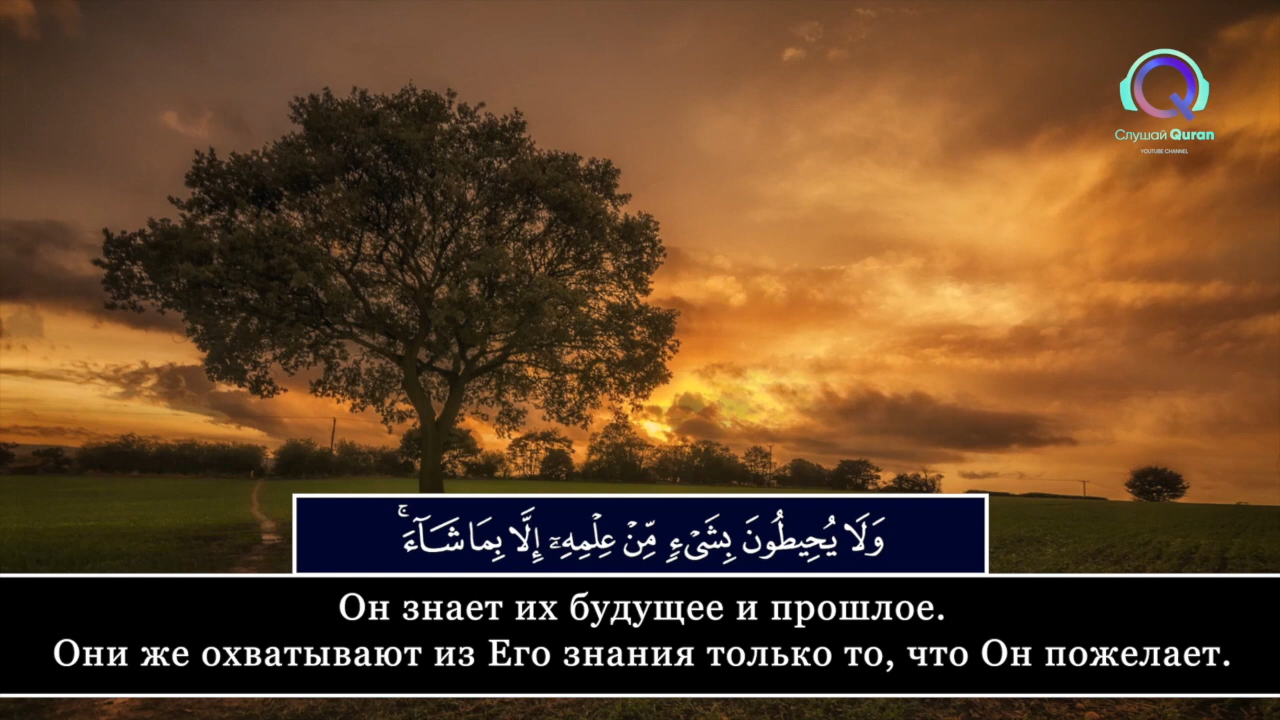 Слушай Quran
YOUTUBE CHANNEL
وَلَا يُحِيطُونَ بِشَىْءٍ مِّنْ عِلْمِهِۦٓ إِلَّا بِمَا شَآءَ ۚ
Он знает их будущее и прошлое.
Они же охватывают из Его знания только то, что Он пожелает.